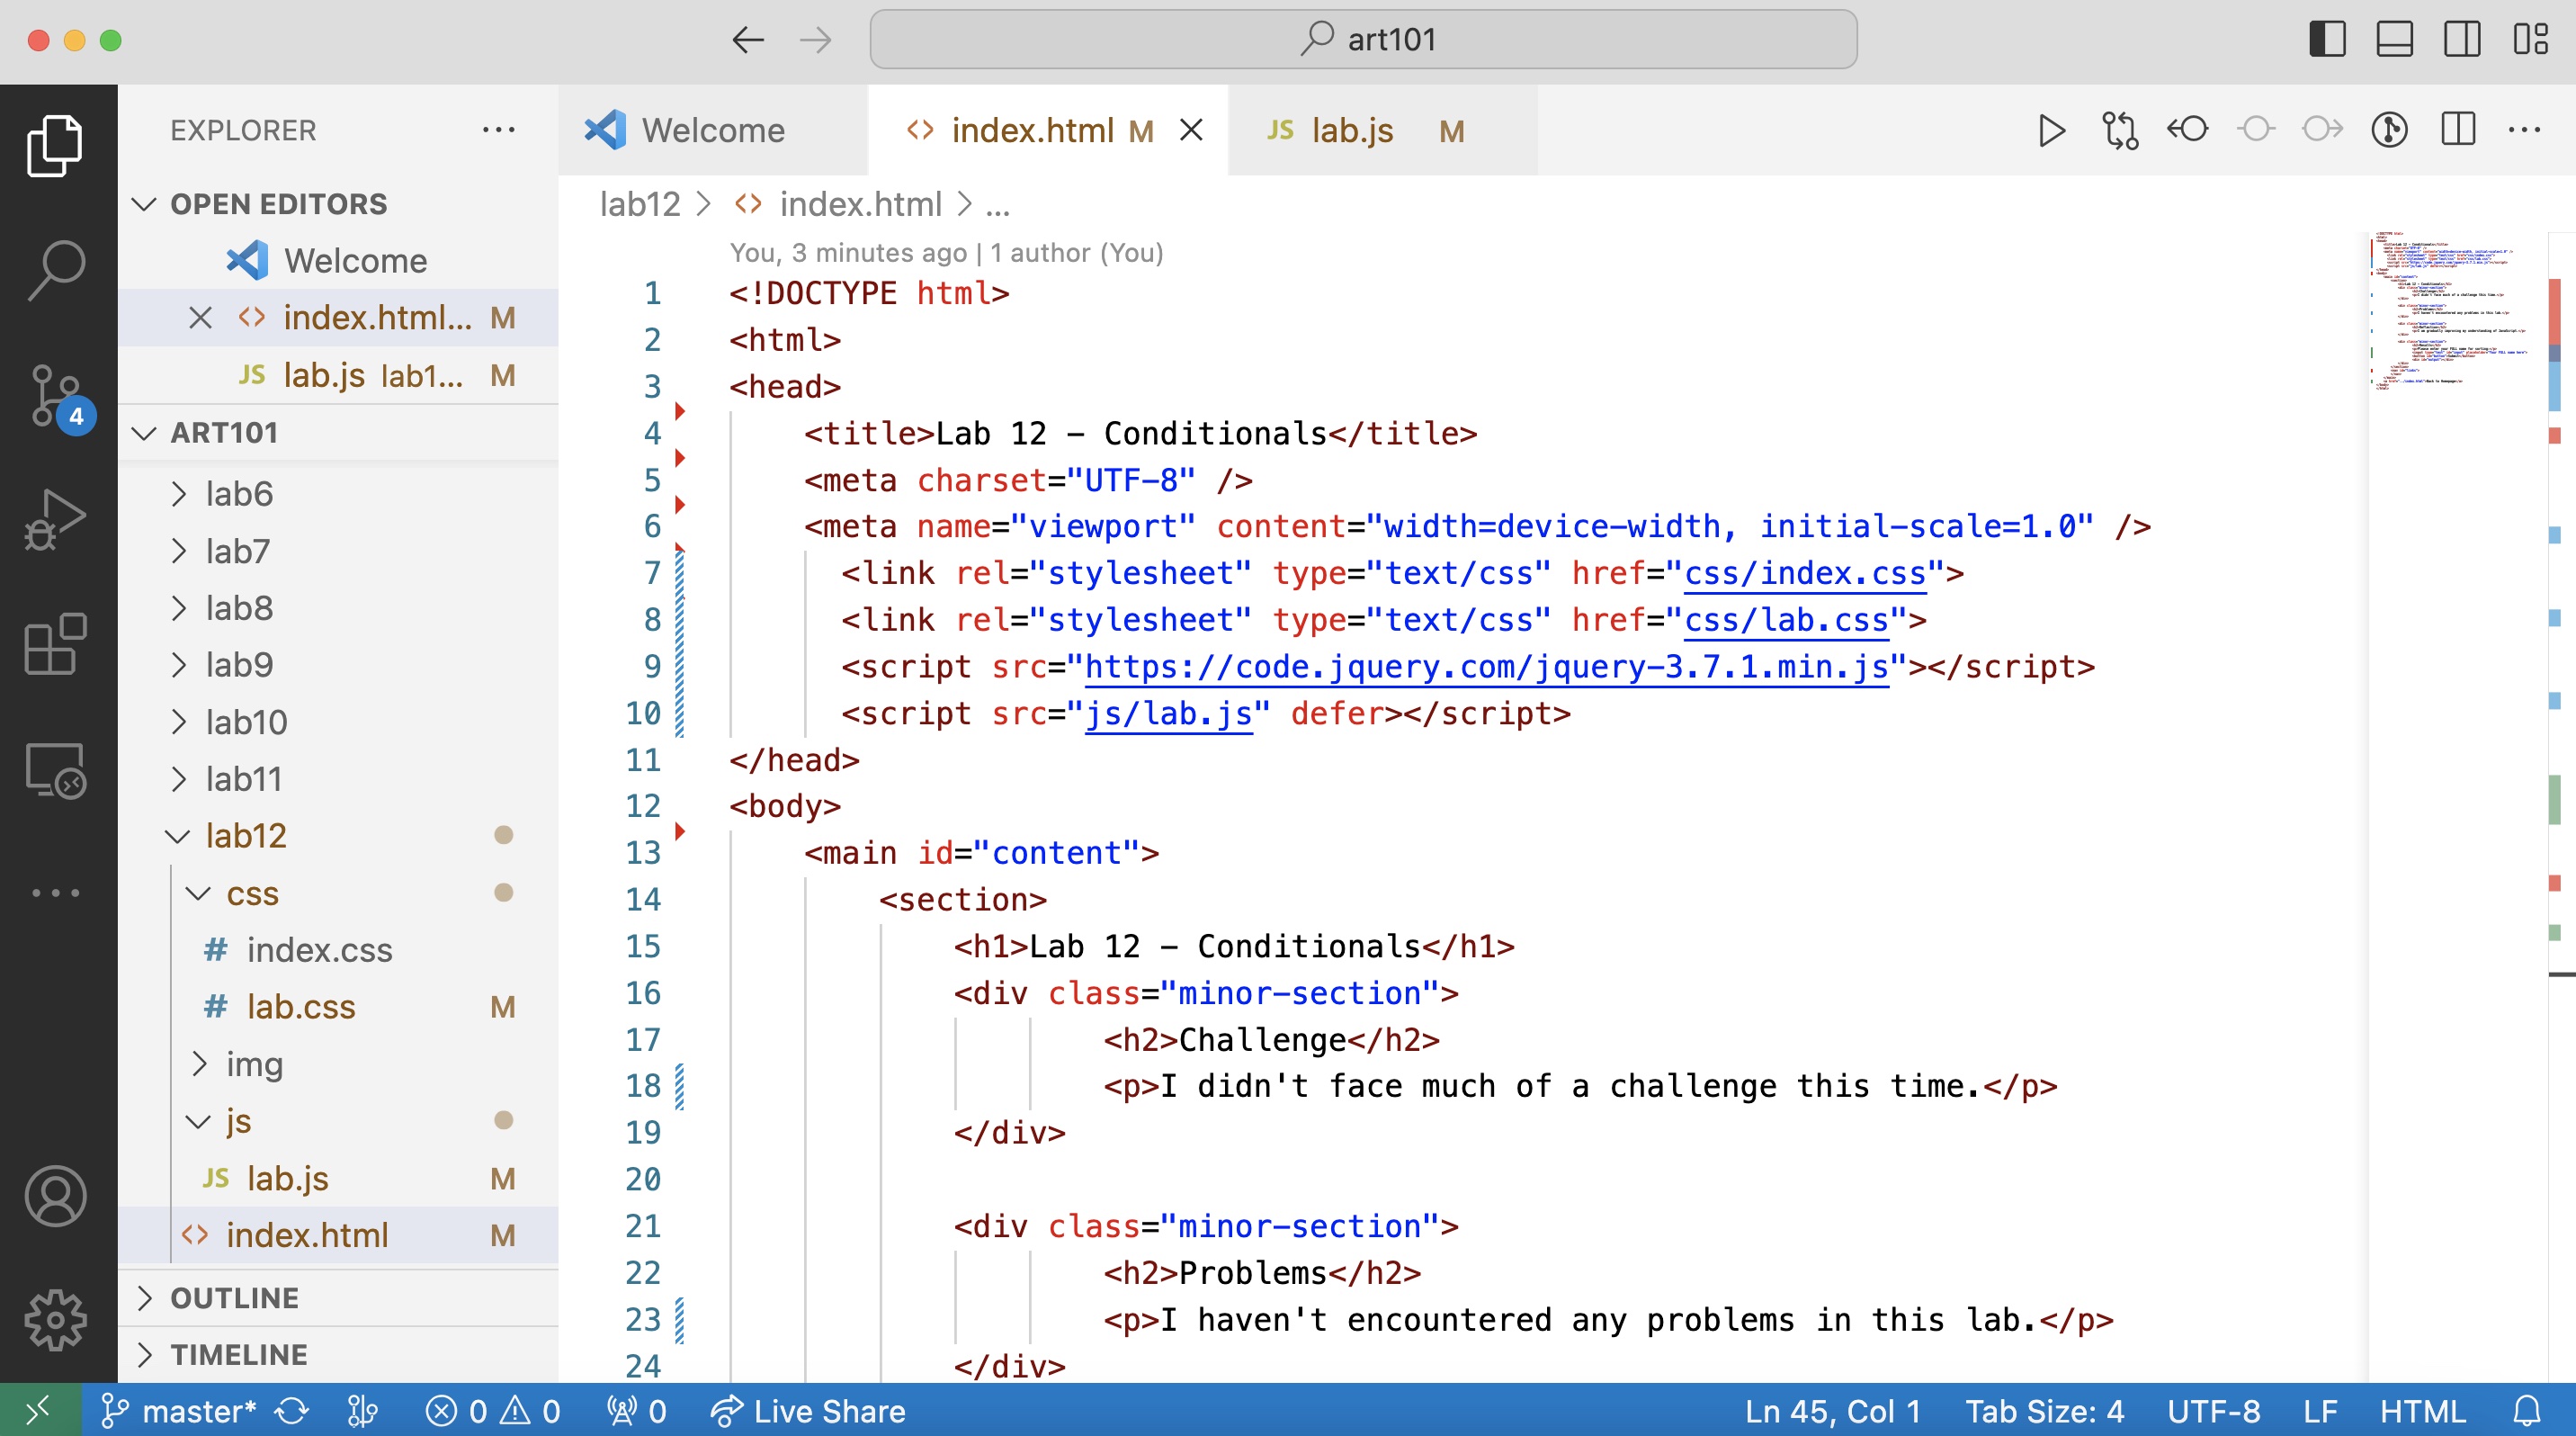 art101
EXPLORER
OPEN EDITORS
Welcome
index.html... M
JS lab.js lab1... M
ART101
lab6
lab7
lab8
lab9
lab10
lab11
lab12
css
# index.css
# lab.css M
img
js
JS lab.js M
index.html M
OUTLINE
TIMELINE
4
Welcome
index.html M
JS lab.js M
lab12 > index.html > ...
You, 3 minutes ago | 1 author (You)
1 <!DOCTYPE html>
2 <html>
3 <head>
4 <title>Lab 12 - Conditionals</title>
5 <meta charset="UTF-8" />
6 <meta name="viewport" content="width=device-width, initial-scale=1.0" />
7 <link rel="stylesheet" type="text/css" href="css/index.css">
8 <link rel="stylesheet" type="text/css" href="css/lab.css">
9 <script src="https://code.jquery.com/jquery-3.7.1.min.js"></script>
10 <script src="js/lab.js" defer></script>
11 </head>
12 <body>
13 <main id="content">
14 <section>
15 <h1>Lab 12 - Conditionals</h1>
16 <div class="minor-section">
17 <h2>Challenge</h2>
18 <p>I didn't face much of a challenge this time.</p>
19 </div>
20
21 <div class="minor-section">
22 <h2>Problems</h2>
23 <p>I haven't encountered any problems in this lab.</p>
24 </div>
master* 0 0 0 Live Share Ln 45, Col 1 Tab Size: 4 UTF-8 LF HTML